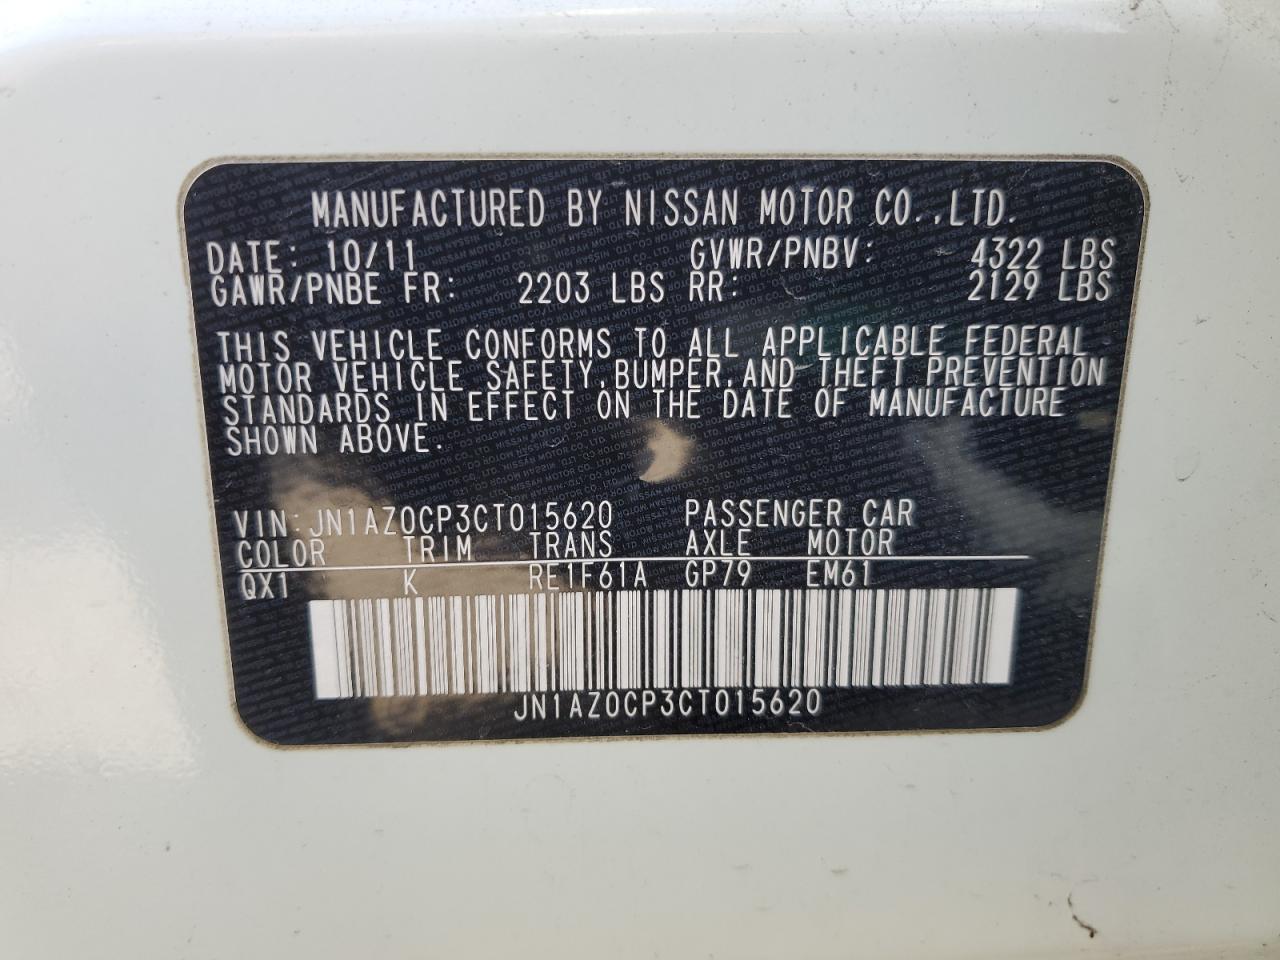 MANUFACTURED BY NISSAN MOTOR CO.,LTD.
DATE: 10/11 GVWR/PNBV: 4322 LBS
GAWR/PNBE FR: 2203 LBS RR: 2129 LBS
THIS VEHICLE CONFORMS TO ALL APPLICABLE FEDERAL
MOTOR VEHICLE SAFETY,BUMPER,AND THEFT PREVENTION
STANDARDS IN EFFECT ON THE DATE OF MANUFACTURE
SHOWN ABOVE.
VIN:JN1AZ0CP3CT015620 PASSENGER CAR
COLOR TRIM TRANS AXLE MOTOR
QX1 K RE1F61A GP79 EM61
JN1AZ0CP3CT015620